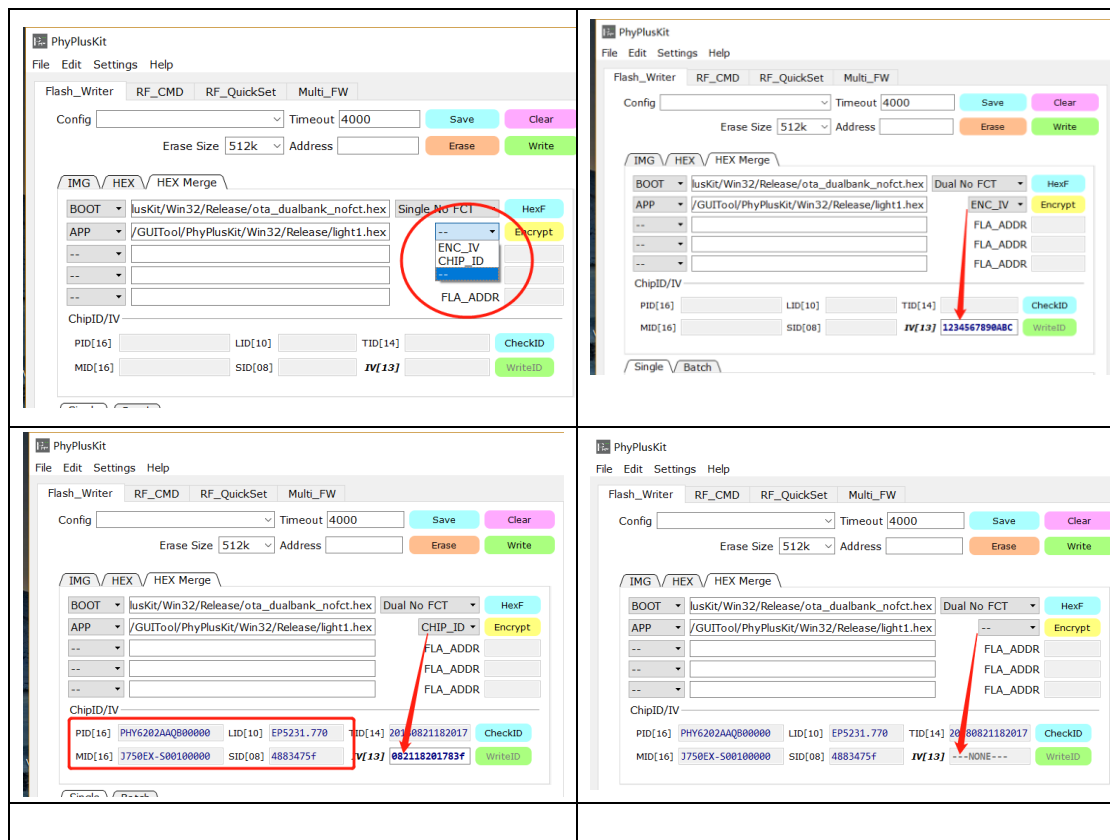 PhyPlusKit
File Edit Settings Help
Flash_Writer RF_CMD RF_QuickSet Multi_FW
Config Timeout 4000 Save Clear
Erase Size 512k Address Erase Write
IMG HEX HEX Merge
BOOT lusKit/Win32/Release/ota_dualbank_nofct.hex Single No FCT HexF
APP /GUITool/PhyPlusKit/Win32/Release/light1.hex -- Encrypt
--
ENC_IV
CHIP_ID
--
--
-- FLA_ADDR
ChipID/IV
PID[16] LID[10] TID[14] CheckID
MID[16] SID[08] IV[13] WriteID
PhyPlusKit
File Edit Settings Help
Flash_Writer RF_CMD RF_QuickSet Multi_FW
Config Timeout 4000 Save Clear
Erase Size 512k Address Erase Write
IMG HEX HEX Merge
BOOT lusKit/Win32/Release/ota_dualbank_nofct.hex Dual No FCT HexF
APP /GUITool/PhyPlusKit/Win32/Release/light1.hex ENC_IV Encrypt
-- FLA_ADDR
-- FLA_ADDR
-- FLA_ADDR
ChipID/IV
PID[16] LID[10] TID[14] CheckID
MID[16] SID[08] IV[13] 1234567890ABC WriteID
Single Batch
PhyPlusKit
File Edit Settings Help
Flash_Writer RF_CMD RF_QuickSet Multi_FW
Config Timeout 4000 Save Clear
Erase Size 512k Address Erase Write
IMG HEX HEX Merge
BOOT lusKit/Win32/Release/ota_dualbank_nofct.hex Dual No FCT HexF
APP /GUITool/PhyPlusKit/Win32/Release/light1.hex CHIP_ID Encrypt
-- FLA_ADDR
-- FLA_ADDR
-- FLA_ADDR
ChipID/IV
PID[16] PHY6202AAQB00000 LID[10] EP5231.770 TID[14] 20180821182017 CheckID
MID[16] J750EX-S00100000 SID[08] 4883475f IV[13] 082118201783f WriteID
PhyPlusKit
File Edit Settings Help
Flash_Writer RF_CMD RF_QuickSet Multi_FW
Config Timeout 4000 Save Clear
Erase Size 512k Address Erase Write
IMG HEX HEX Merge
BOOT lusKit/Win32/Release/ota_dualbank_nofct.hex Dual No FCT HexF
APP /GUITool/PhyPlusKit/Win32/Release/light1.hex -- Encrypt
-- FLA_ADDR
-- FLA_ADDR
-- FLA_ADDR
ChipID/IV
PID[16] PHY6202AAQB00000 LID[10] EP5231.770 TID[14] 20180821182017 CheckID
MID[16] J750EX-S00100000 SID[08] 4883475f IV[13] ---NONE--- WriteID